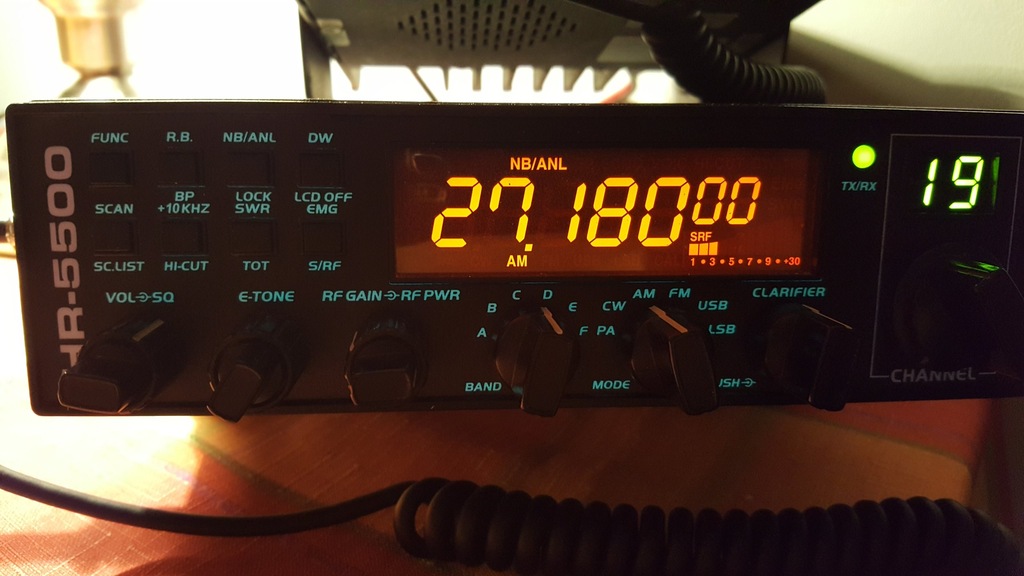 HR-5500
FUNC R.B. NB/ANL DW
SCAN BP +10KHZ LOCK SWR LCD OFF EMG
SC.LIST HI-CUT TOT S/RF
NB/ANL
27.18000
SRF
AM
1•3•5•7•9•+30
TX/RX
19
VOL SQ E-TONE RF GAIN RF PWR
A B C D E F
BAND
PA CW AM FM USB LSB
MODE
CLARIFIER
CHANNEL